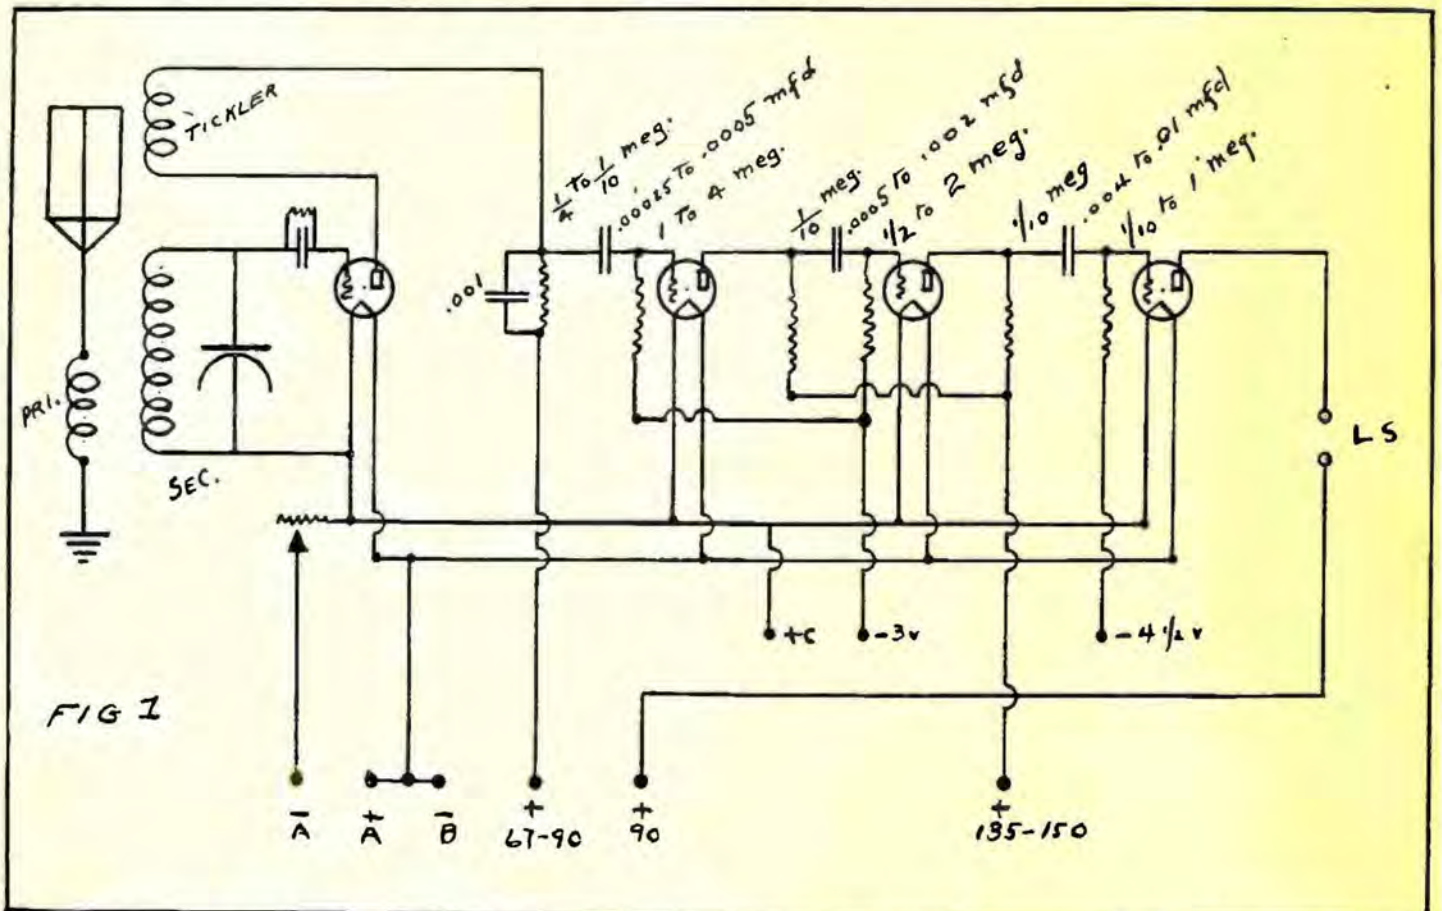 TICKLER
1/4 TO 1/10 meg.
.00025 TO .0005 mfd
1 TO 4 meg.
1/10 meg.
.0005 TO .002 mfd
1/2 to 2 meg.
1/10 meg
.004 to .01 mfd
1/10 to 1 meg.
.001
PRI.
SEC.
LS
+C
-3v
-4 1/2 v
FIG 1
- + - + + +
A A B 67-90 90 135-150